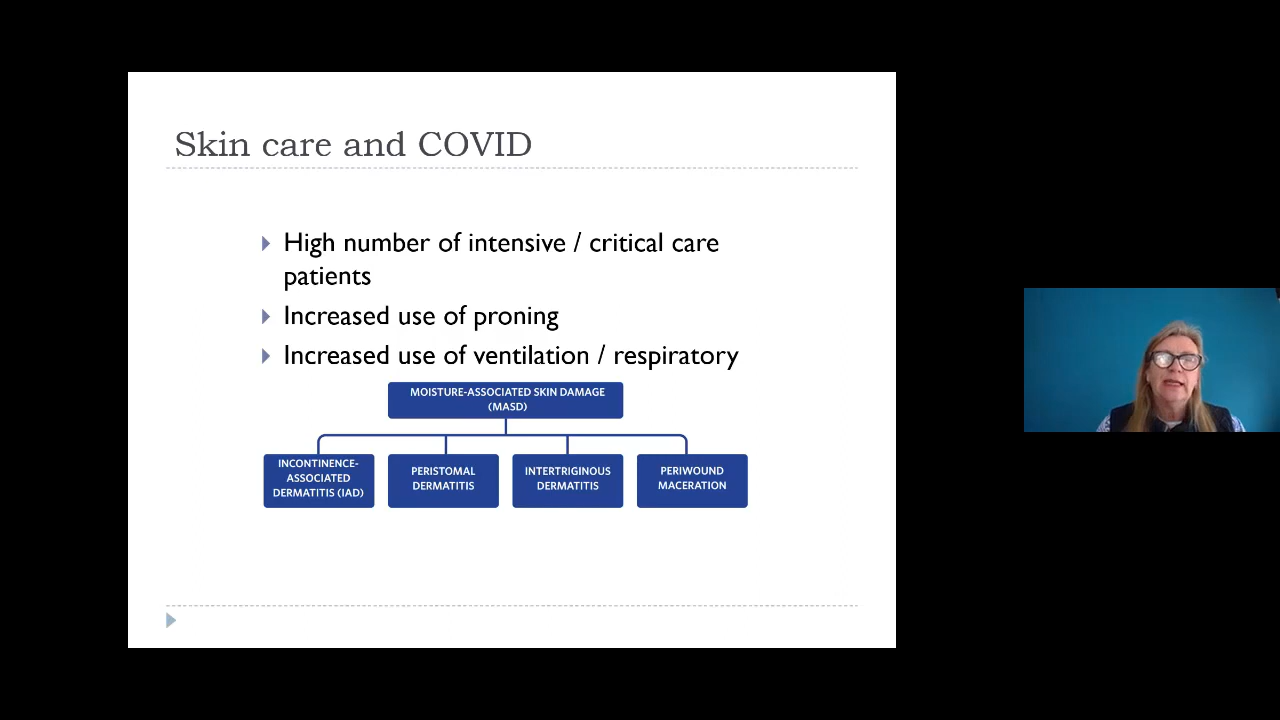 Skin care and COVID
High number of intensive / critical care
patients
Increased use of proning
Increased use of ventilation / respiratory
MOISTURE-ASSOCIATED SKIN DAMAGE
(MASD)
INCONTINENCE-
ASSOCIATED
DERMATITIS (IAD)
PERISTOMAL
DERMATITIS
INTERTRIGINOUS
DERMATITIS
PERIWOUND
MACERATION